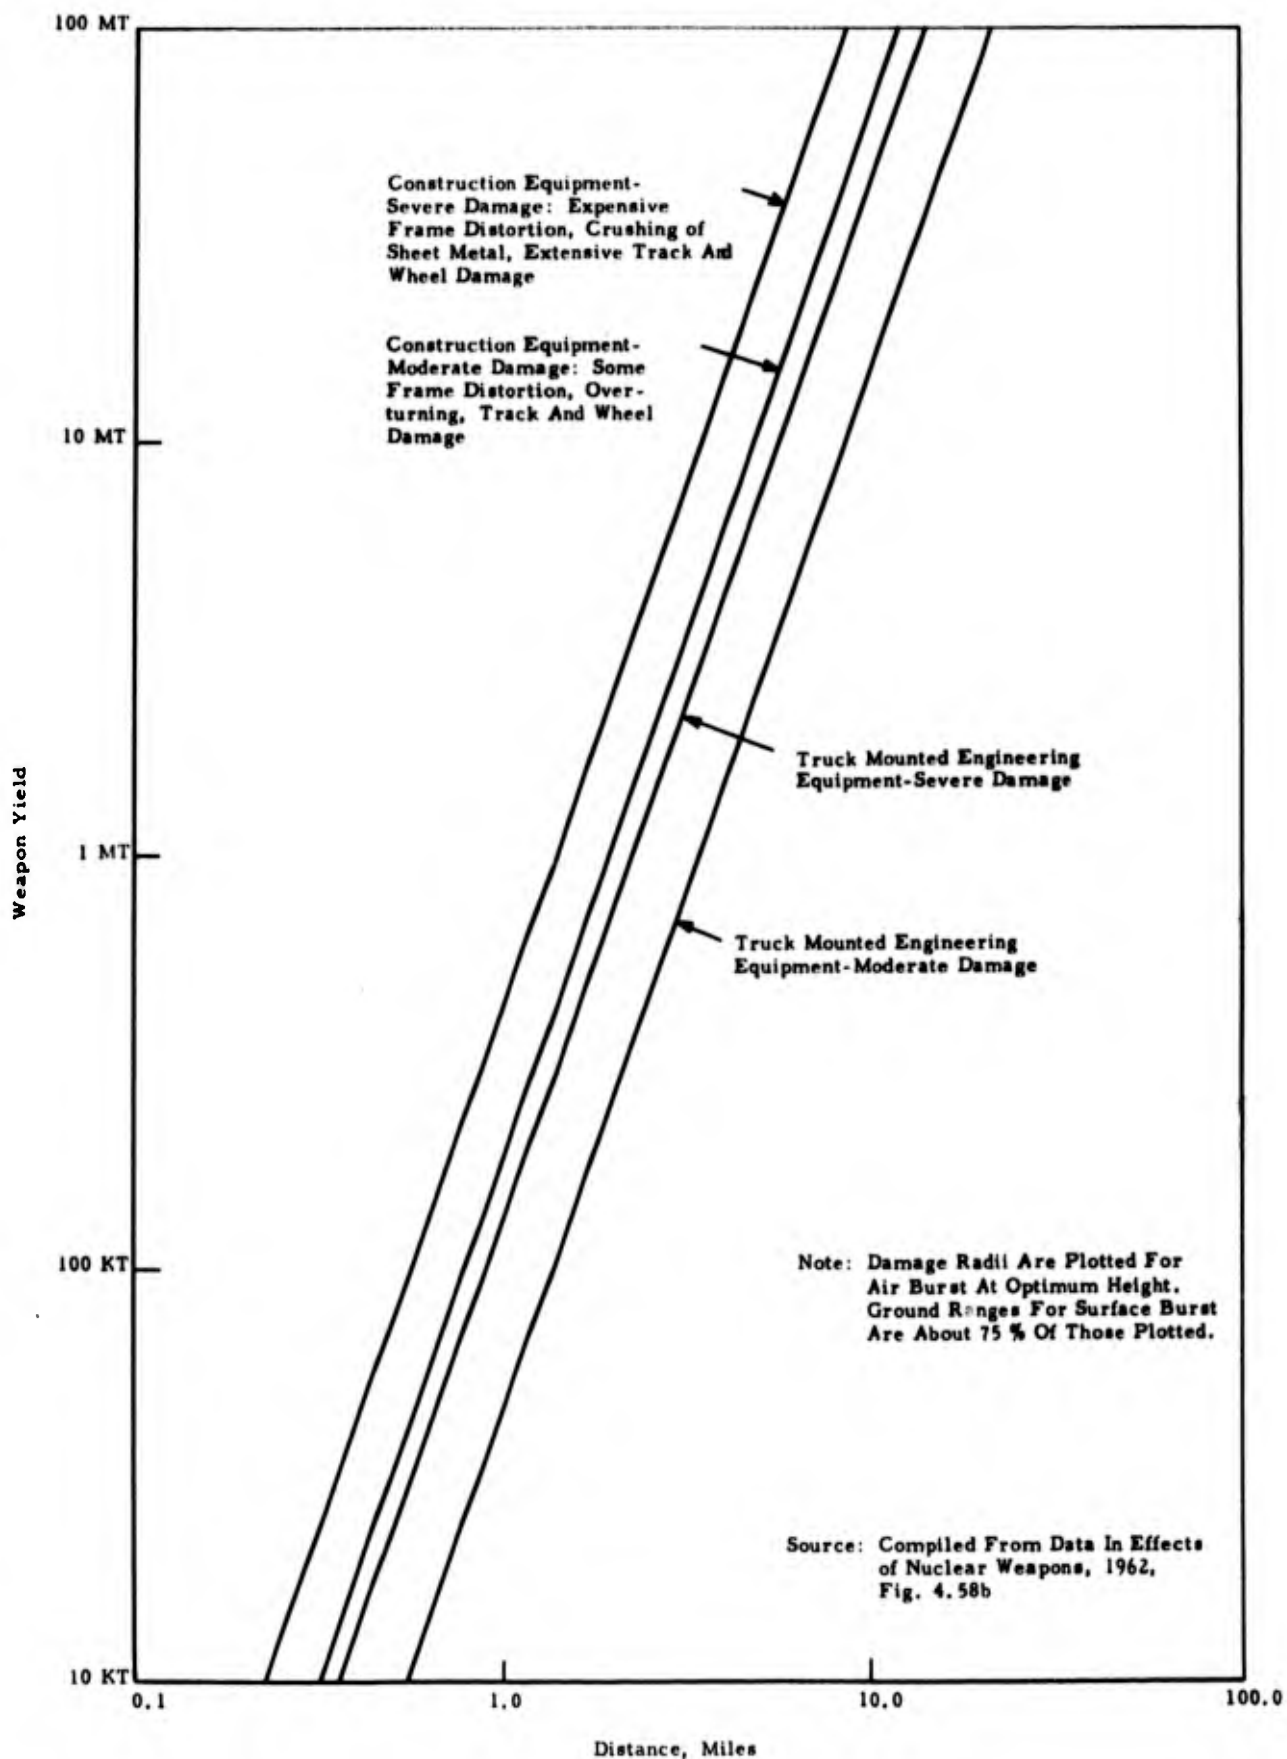 100 MT
Construction Equipment-
Severe Damage: Expensive
Frame Distortion, Crushing of
Sheet Metal, Extensive Track And
Wheel Damage
Construction Equipment-
Moderate Damage: Some
Frame Distortion, Over-
turning, Track And Wheel
Damage
10 MT
Truck Mounted Engineering
Equipment-Severe Damage
Weapon Yield
1 MT
Truck Mounted Engineering
Equipment-Moderate Damage
100 KT
Note: Damage Radii Are Plotted For
Air Burst At Optimum Height.
Ground Ranges For Surface Burst
Are About 75 % Of Those Plotted.
Source: Compiled From Data In Effects
of Nuclear Weapons, 1962,
Fig. 4.58b
10 KT
0.1
1.0
10.0
100.0
Distance, Miles